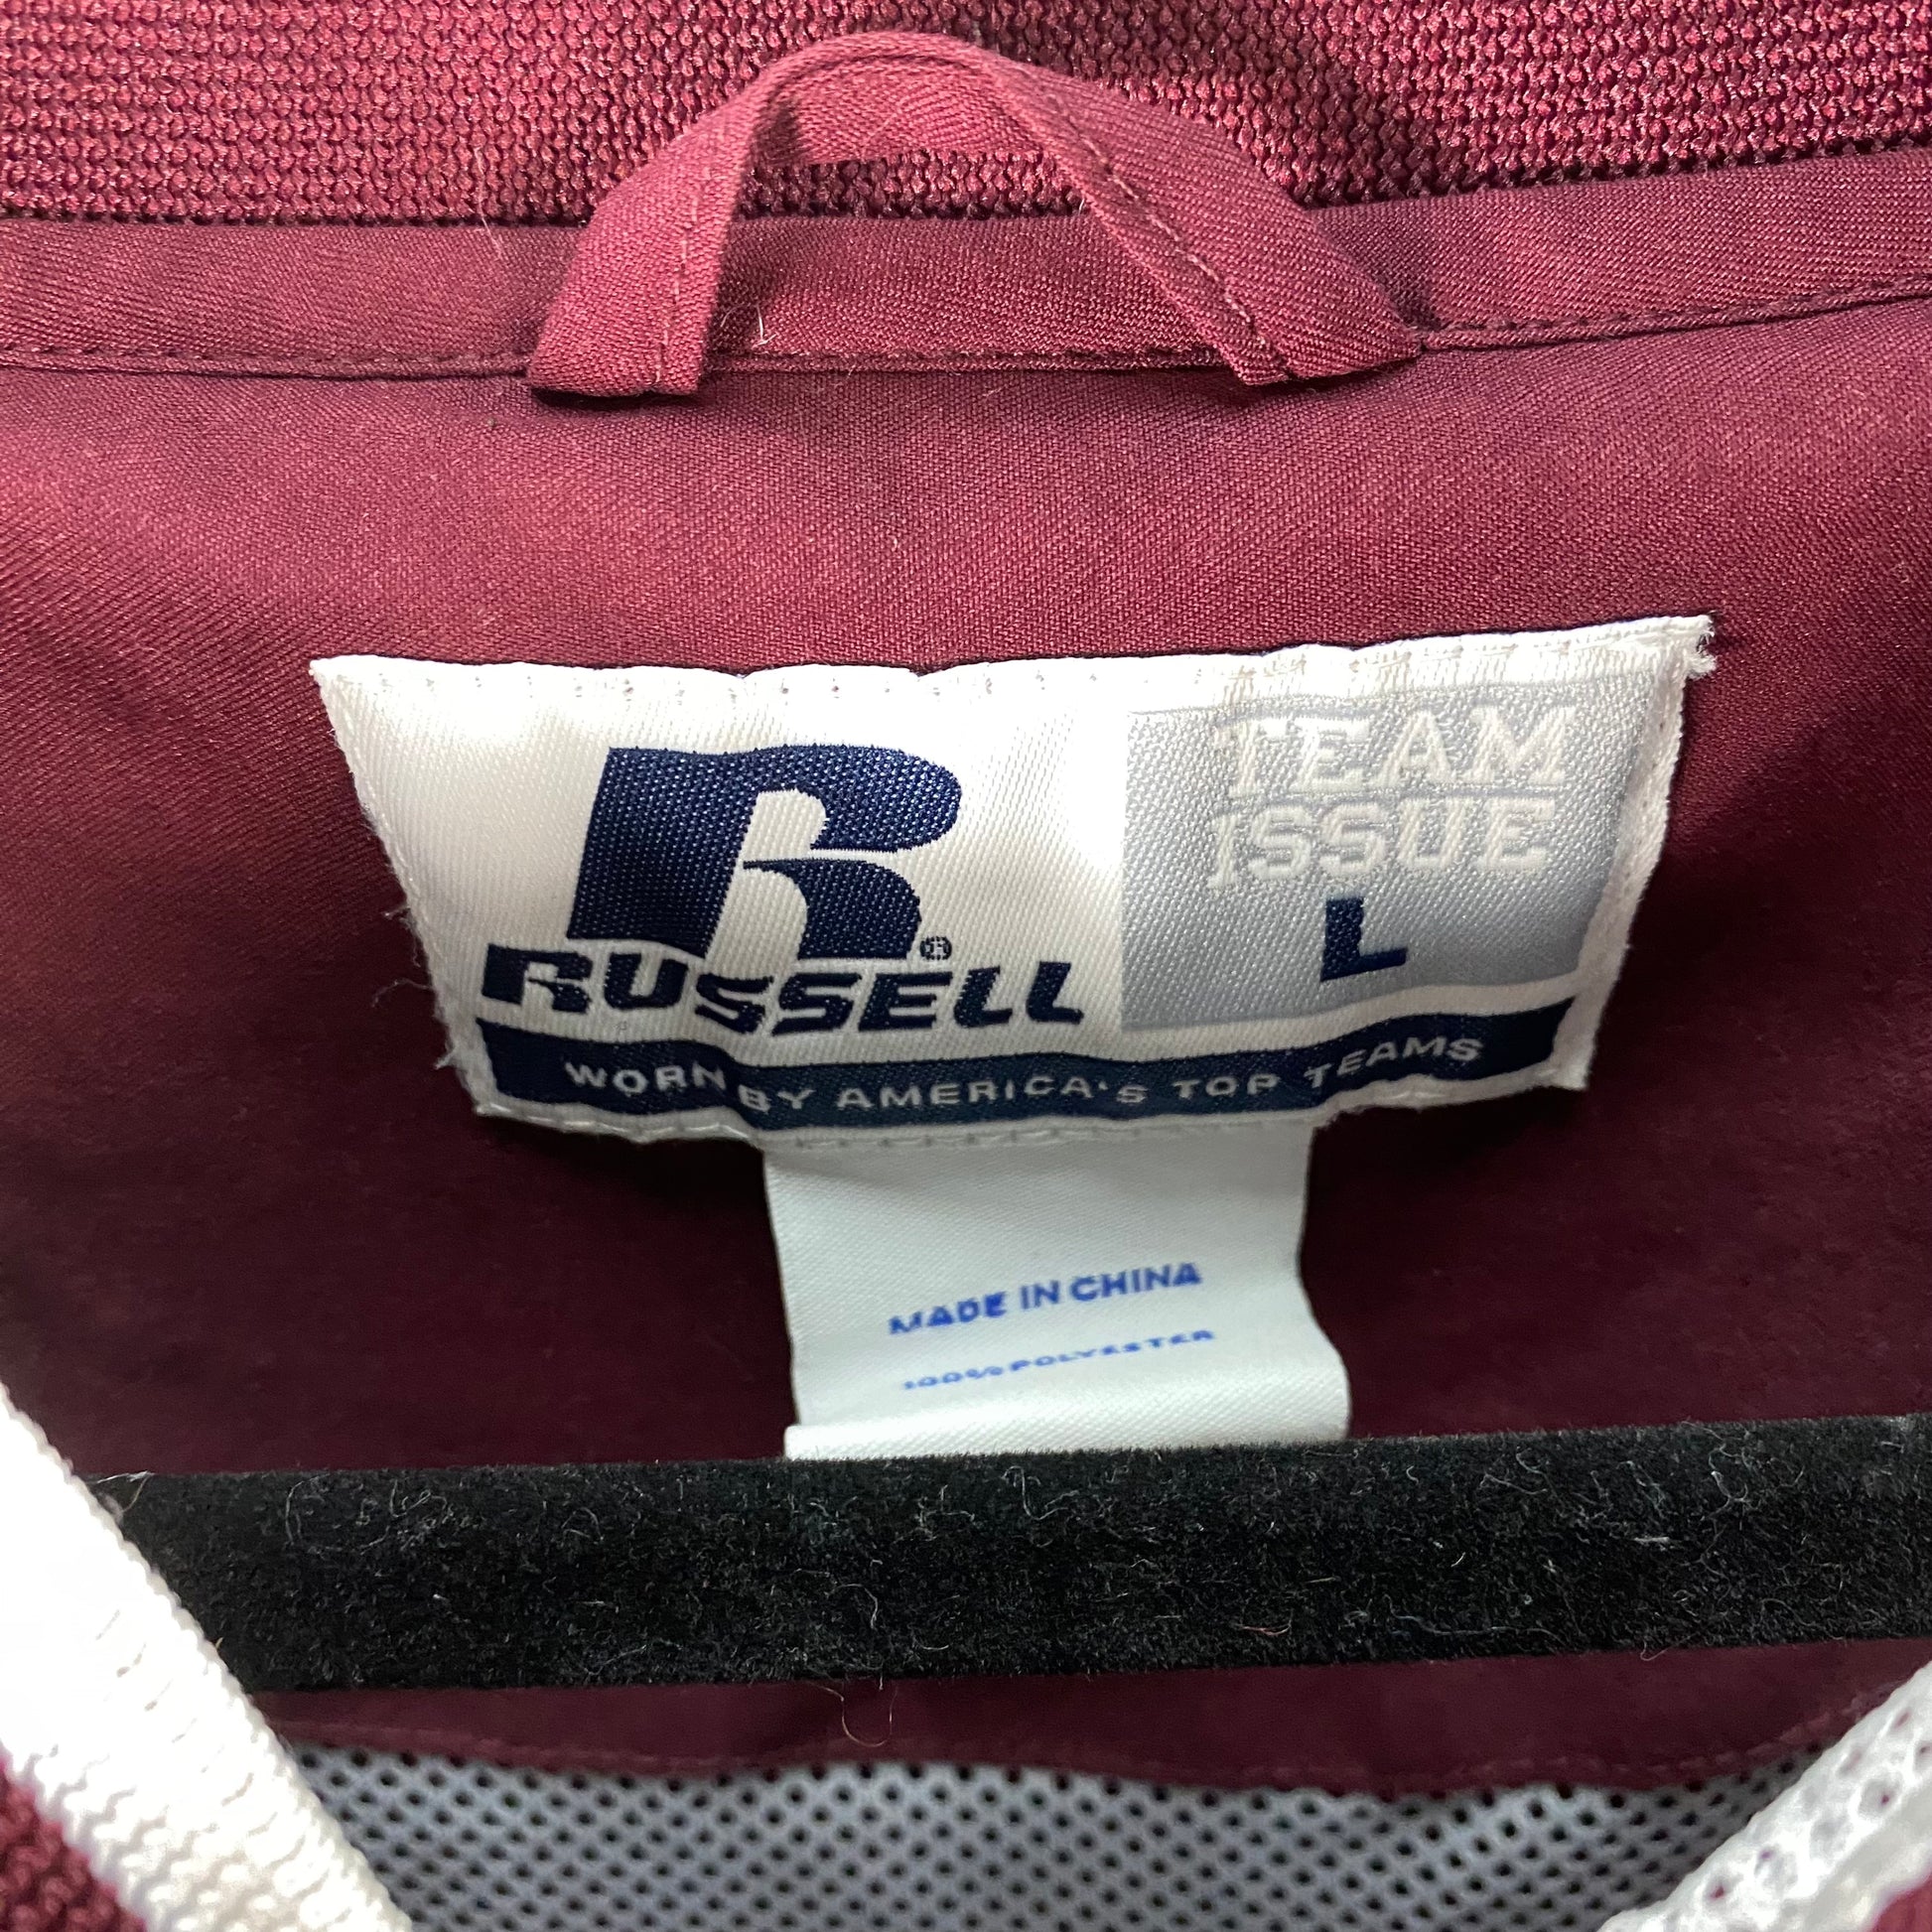 TEAM
ISSUE
L
R®
RUSSELL
WORN BY AMERICA'S TOP TEAMS
MADE IN CHINA
100% POLYESTER